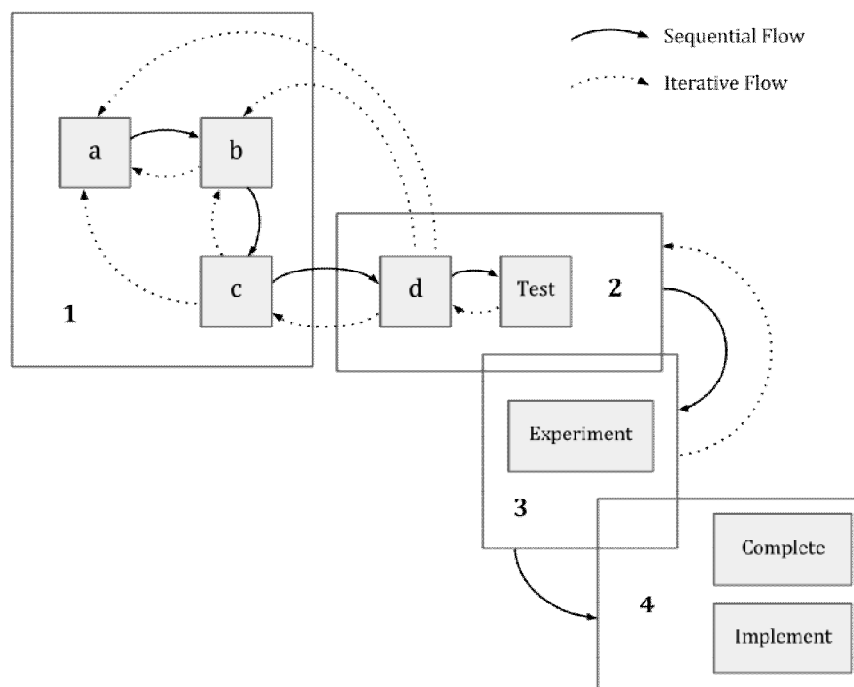 Sequential Flow
Iterative Flow
a
b
c
d
Test
1
2
Experiment
3
Complete
4
Implement